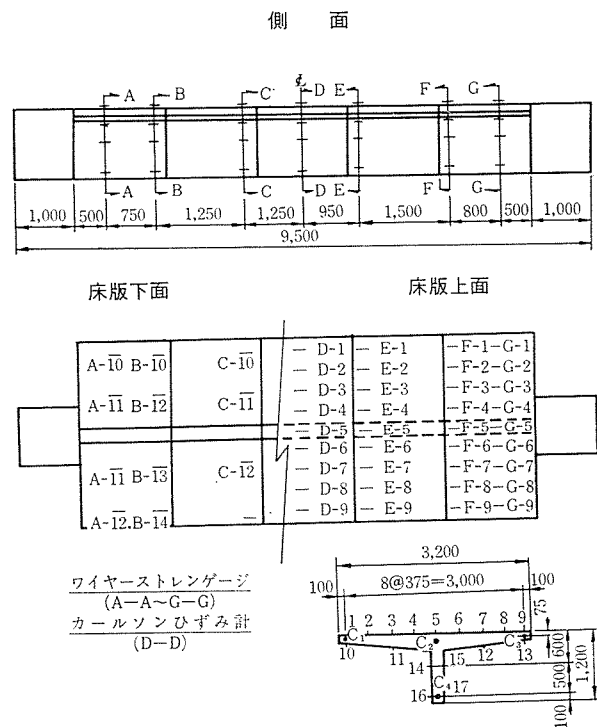 側 面
A B C ℄ D E F G
A B C D E F G
1,000 500 750 1,250 1,250 950 1,500 800 500 1,000
9,500
床版下面 床版上面
A-10 B-10 C-10 D-1 E-1 F-1-G-1
D-2 E-2 F-2-G-2
A-11 B-12 C-11 D-3 E-3 F-3-G-3
D-4 E-4 F-4-G-4
D-5 E-5 F-5-G-5
D-6 E-6 F-6-G-6
A-11 B-13 C-12 D-7 E-7 F-7-G-7
D-8 E-8 F-8-G-8
A-12.B-14 D-9 E-9 F-9-G-9
ワイヤーストレンゲージ
(A-A~G-G)
カールソンひずみ計
(D-D)
3,200
100 8@375=3,000 100
75
1 2 3 4 5 6 7 8 9
C1 C2 C3
10 11 12 13
14 15
C4
16 17
600 500 100
1,200